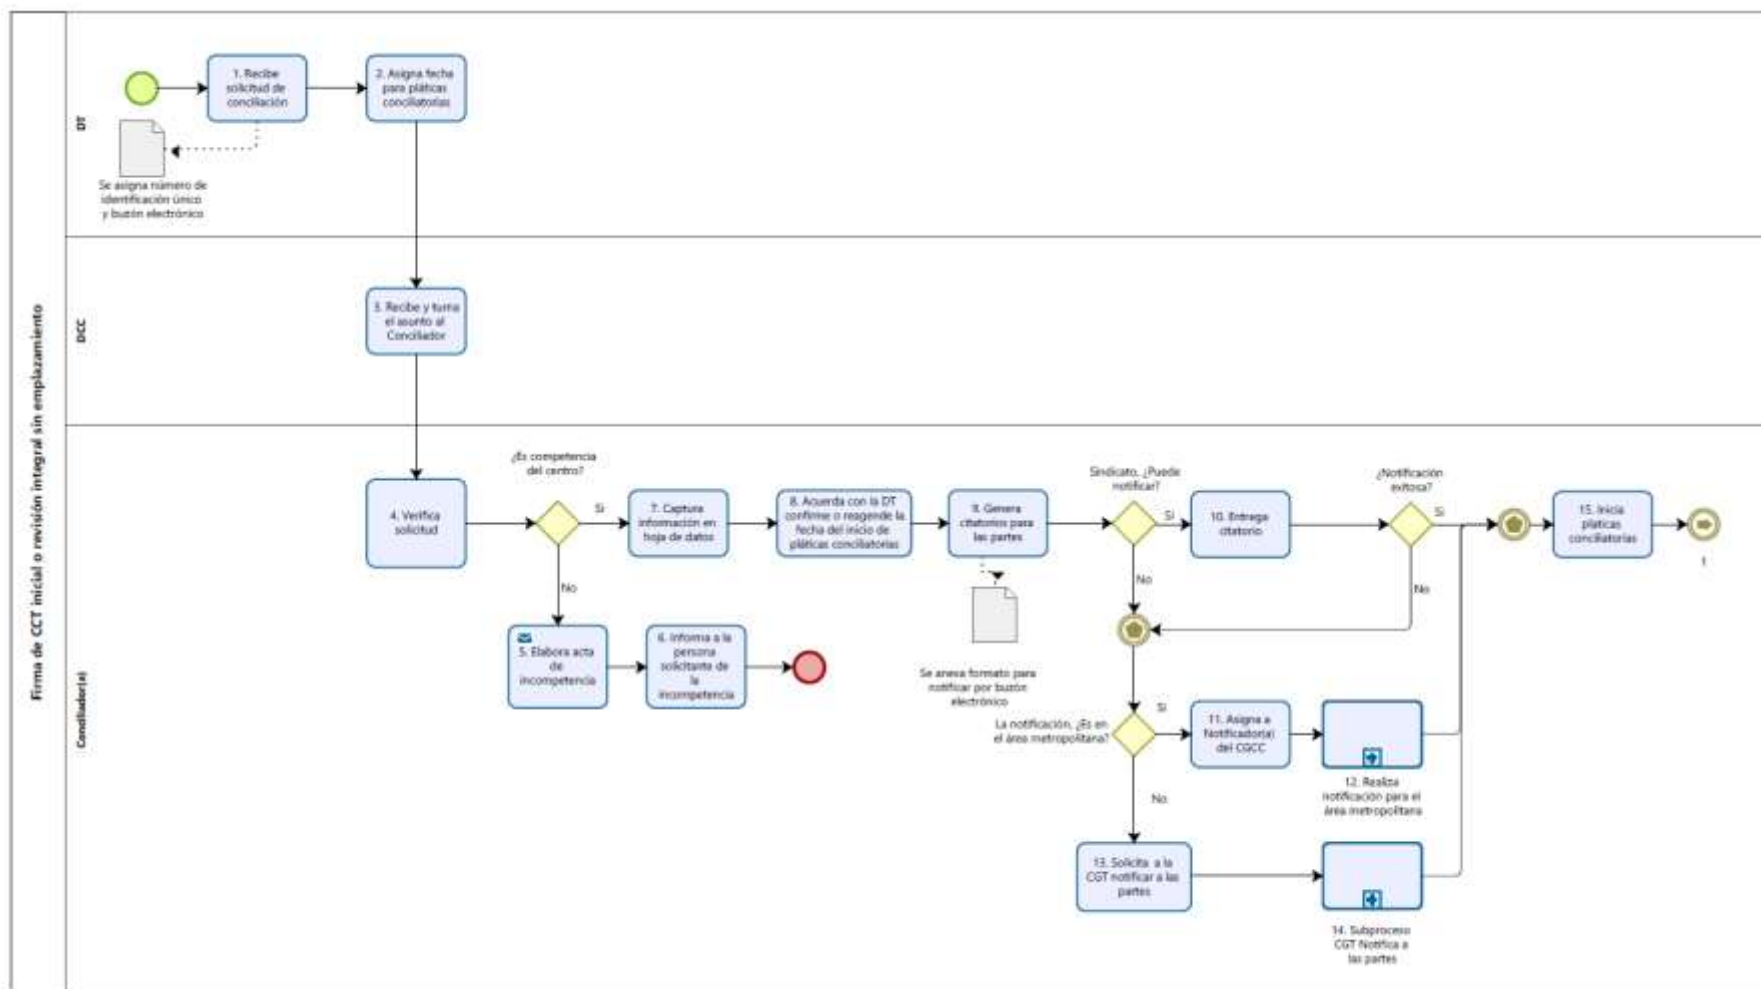 Firma de CCT inicial o revisión integral sin emplazamiento
DT
1. Recibe
solicitud de
conciliación
2. Asigna fecha
para pláticas
conciliatorias
Se asigna número de
identificación único
y buzón electrónico
DCC
3. Recibe y turna
el asunto al
Conciliador
Conciliador(a)
4. Verifica
solicitud
¿Es competencia
del centro?
Si
No
5. Elabora acta
de
incompetencia
6. Informa a la
persona
solicitante de
la
incompetencia
7. Captura
información en
hoja de datos
8. Acuerda con la DT
confirme o reagende la
fecha del inicio de
pláticas conciliatorias
9. Genera
citatorios para
las partes
Se anexa formato para
notificar por buzón
electrónico
Sindicato, ¿Puede
notificar?
Si
No
10. Entrega
citatorio
¿Notificación
exitosa?
Si
No
La notificación, ¿Es en
el área metropolitana?
Si
No
11. Asigna a
Notificador(a)
del CGCC
12. Realiza
notificación para el
área metropolitana
13. Solicita a la
CGT notificar a las
partes
14. Subproceso
CGT Notifica a
las partes
15. Inicia
platicas
conciliatorias
1